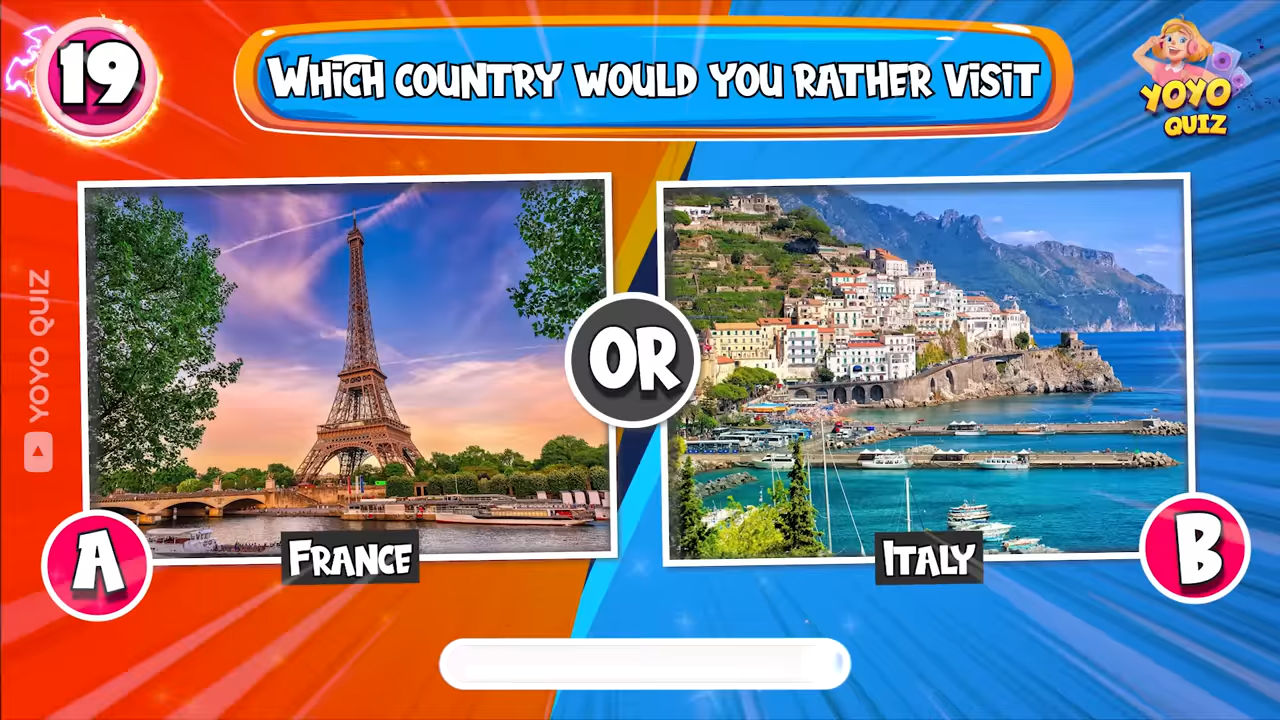 19
WHICH COUNTRY WOULD YOU RATHER VISIT
YOYO
QUIZ
YOYO QUIZ
OR
A
FRANCE
ITALY
B